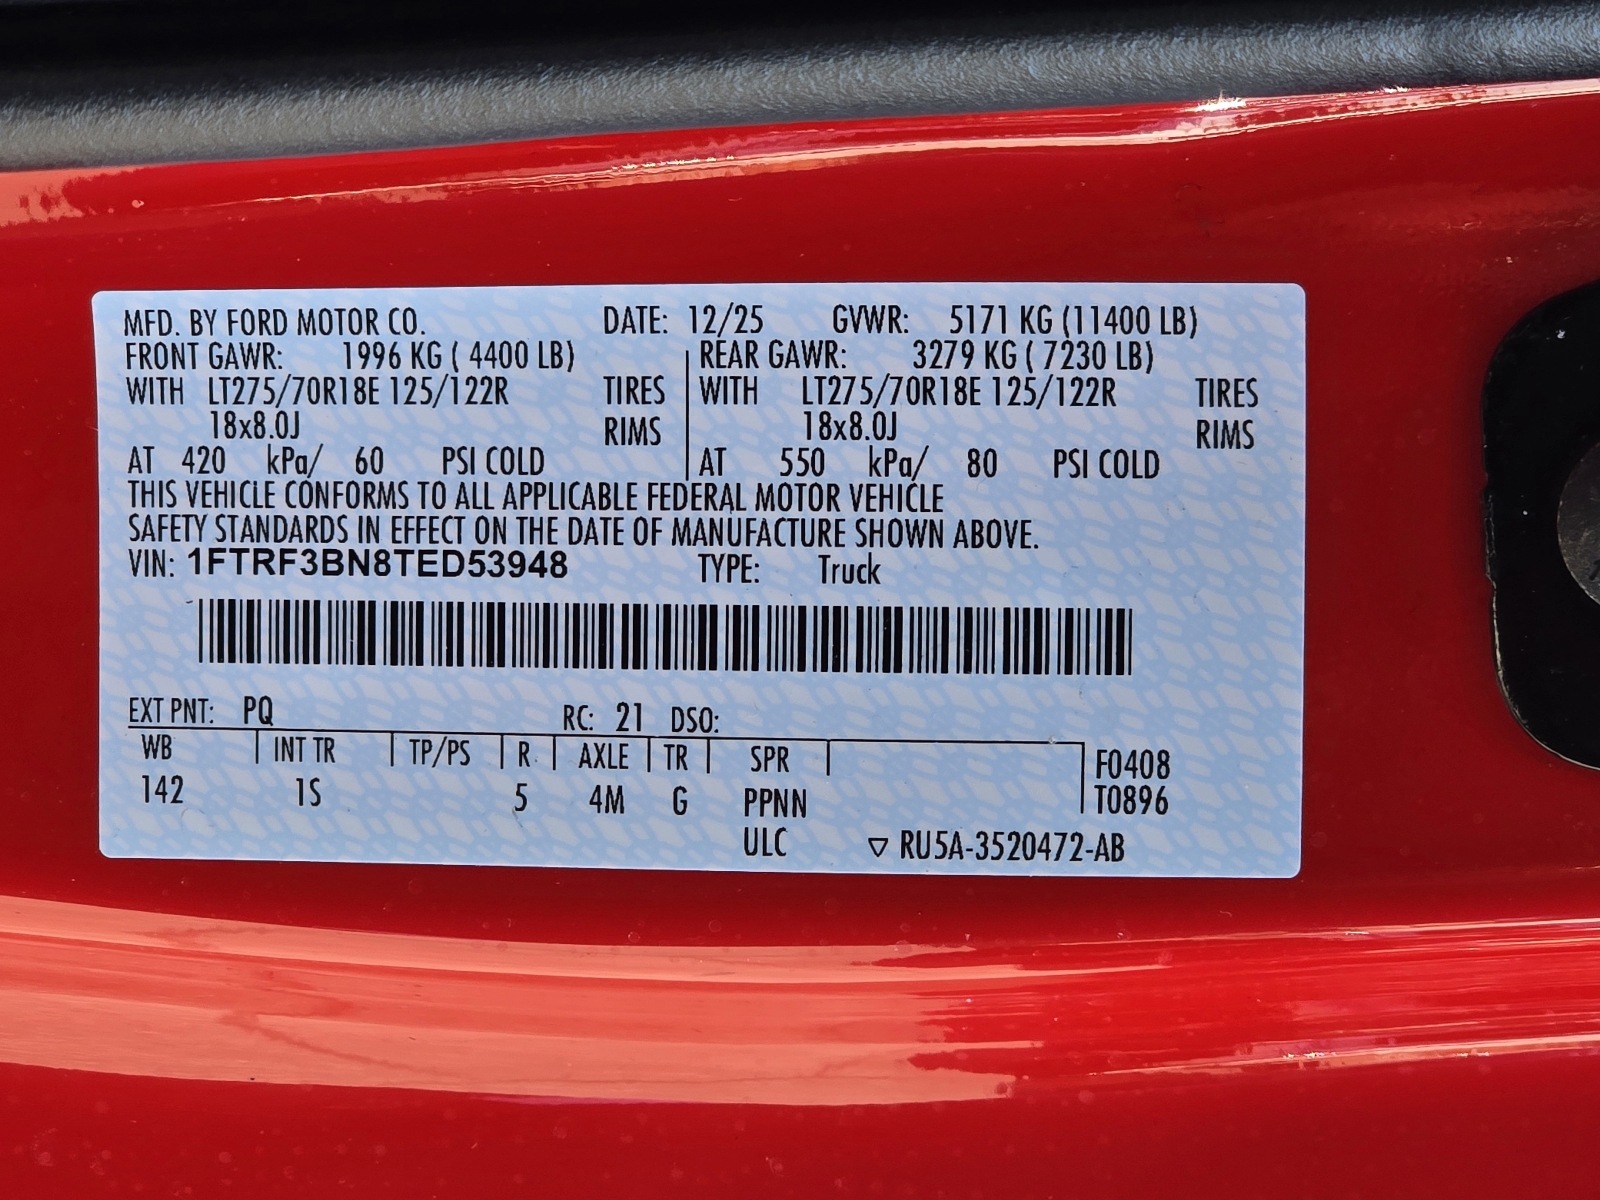 MFD. BY FORD MOTOR CO. DATE: 12/25 GVWR: 5171 KG (11400 LB)
FRONT GAWR: 1996 KG ( 4400 LB) REAR GAWR: 3279 KG ( 7230 LB)
WITH LT275/70R18E 125/122R TIRES WITH LT275/70R18E 125/122R TIRES
18x8.0J RIMS 18x8.0J RIMS
AT 420 kPa/ 60 PSI COLD AT 550 kPa/ 80 PSI COLD
THIS VEHICLE CONFORMS TO ALL APPLICABLE FEDERAL MOTOR VEHICLE
SAFETY STANDARDS IN EFFECT ON THE DATE OF MANUFACTURE SHOWN ABOVE.
VIN: 1FTRF3BN8TED53948 TYPE: Truck
EXT PNT: PQ RC: 21 DSO:
WB INT TR TP/PS R. AXLE TR SPR F0408
142 1S 5 4M G PPNN T0896
ULC ▽ RU5A-3520472-AB